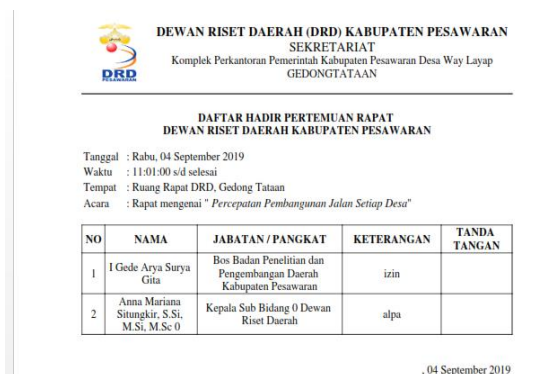 DEWAN RISET DAERAH (DRD) KABUPATEN PESAWARAN
SEKRETARIAT
Komplek Perkantoran Pemerintah Kabupaten Pesawaran Desa Way Layap
GEDONGTATAAN
DRD
PESAWARAN
DAFTAR HADIR PERTEMUAN RAPAT
DEWAN RISET DAERAH KABUPATEN PESAWARAN
Tanggal : Rabu, 04 September 2019
Waktu : 11:01:00 s/d selesai
Tempat : Ruang Rapat DRD, Gedong Tataan
Acara : Rapat mengenai " Percepatan Pembangunan Jalan Setiap Desa"
NO NAMA JABATAN / PANGKAT KETERANGAN TANDA
TANGAN
1 I Gede Arya Surya
Gita
Bos Badan Penelitian dan
Pengembangan Daerah
Kabupaten Pesawaran
izin
2 Anna Mariana
Situngkir, S.Si,
M.Si, M.Sc 0
Kepala Sub Bidang 0 Dewan
Riset Daerah
alpa
, 04 September 2019